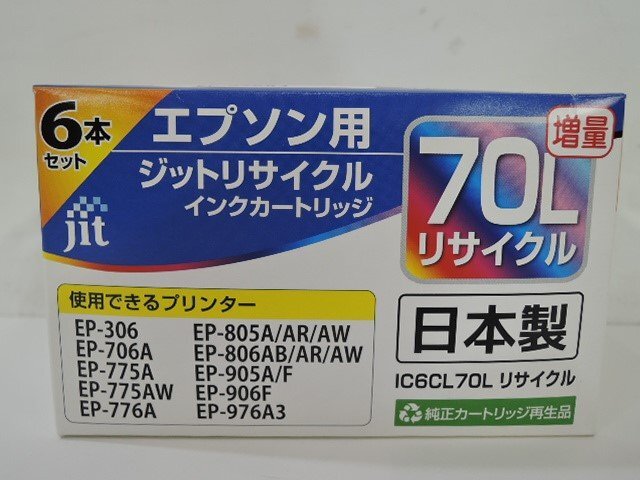 6本
セット
jit
エプソン用
ジットリサイクル
インクカートリッジ
増量
70L
リサイクル
使用できるプリンター
EP-306
EP-706A
EP-775A
EP-775AW
EP-776A
EP-805A/AR/AW
EP-806AB/AR/AW
EP-905A/F
EP-906F
EP-976A3
日本製
IC6CL70L リサイクル
純正カートリッジ再生品